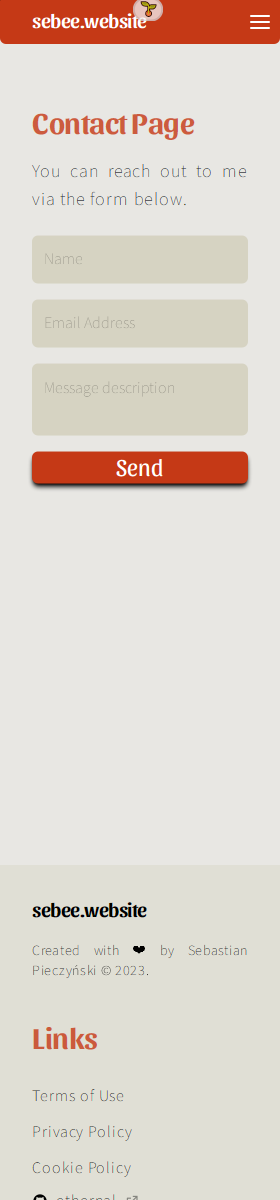 sebee.website
Contact Page
You can reach out to me
via the form below.
Name
Email Address
Message description
Send
sebee.website
Created with ❤ by Sebastian
Pieczyński © 2023.
Links
Terms of Use
Privacy Policy
Cookie Policy
ethernal